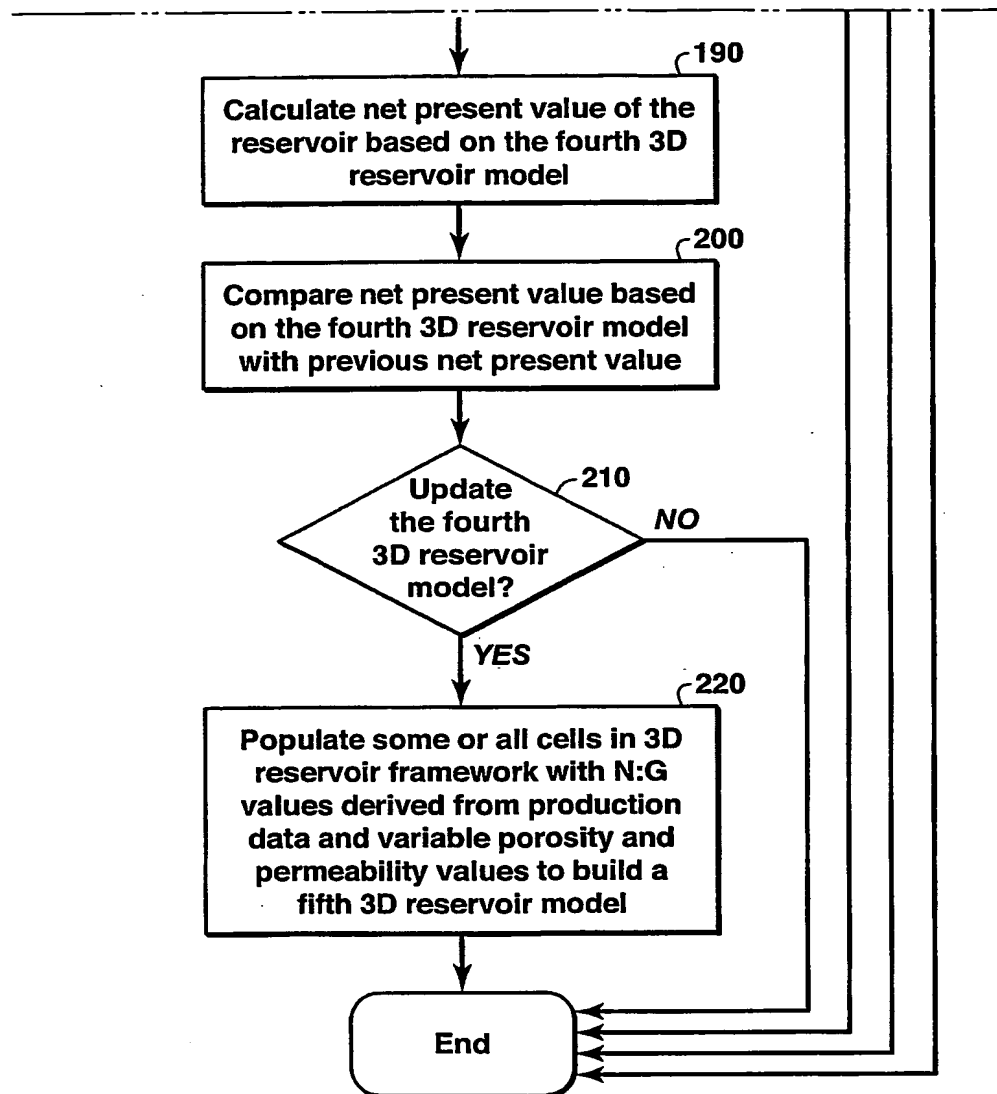 190
Calculate net present value of the
reservoir based on the fourth 3D
reservoir model
200
Compare net present value based
on the fourth 3D reservoir model
with previous net present value
210
Update
the fourth
3D reservoir
model?
NO
YES
220
Populate some or all cells in 3D
reservoir framework with N:G
values derived from production
data and variable porosity and
permeability values to build a
fifth 3D reservoir model
End